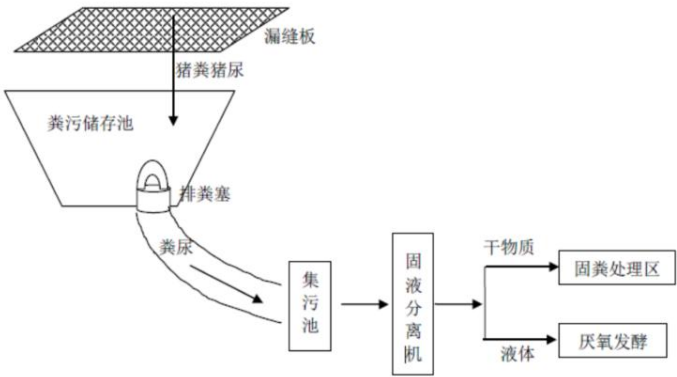 漏缝板
猪粪猪尿
粪污储存池
排粪塞
粪尿
集污池
固液分离机
干物质
固粪处理区
液体
厌氧发酵